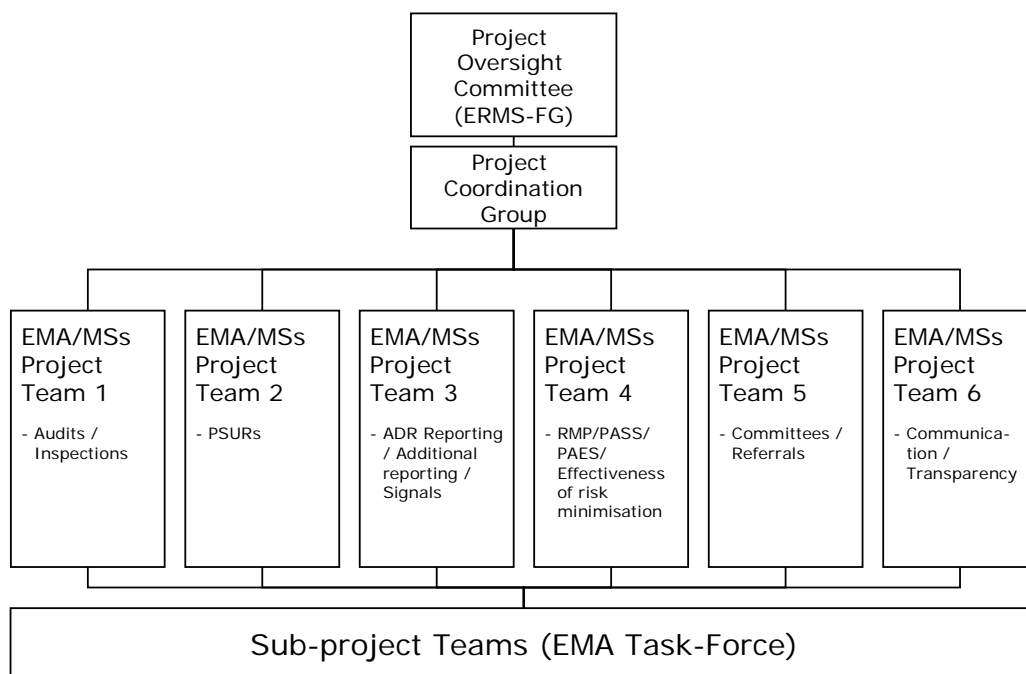 Project
Oversight
Committee
(ERMS-FG)
Project
Coordination
Group
EMA/MSs
Project
Team 1
- Audits /
Inspections
EMA/MSs
Project
Team 2
- PSURs
EMA/MSs
Project
Team 3
- ADR Reporting
/ Additional
reporting /
Signals
EMA/MSs
Project
Team 4
- RMP/PASS/
PAES/
Effectiveness
of risk
minimisation
EMA/MSs
Project
Team 5
- Committees /
Referrals
EMA/MSs
Project
Team 6
- Communica-
tion /
Transparency
Sub-project Teams (EMA Task-Force)